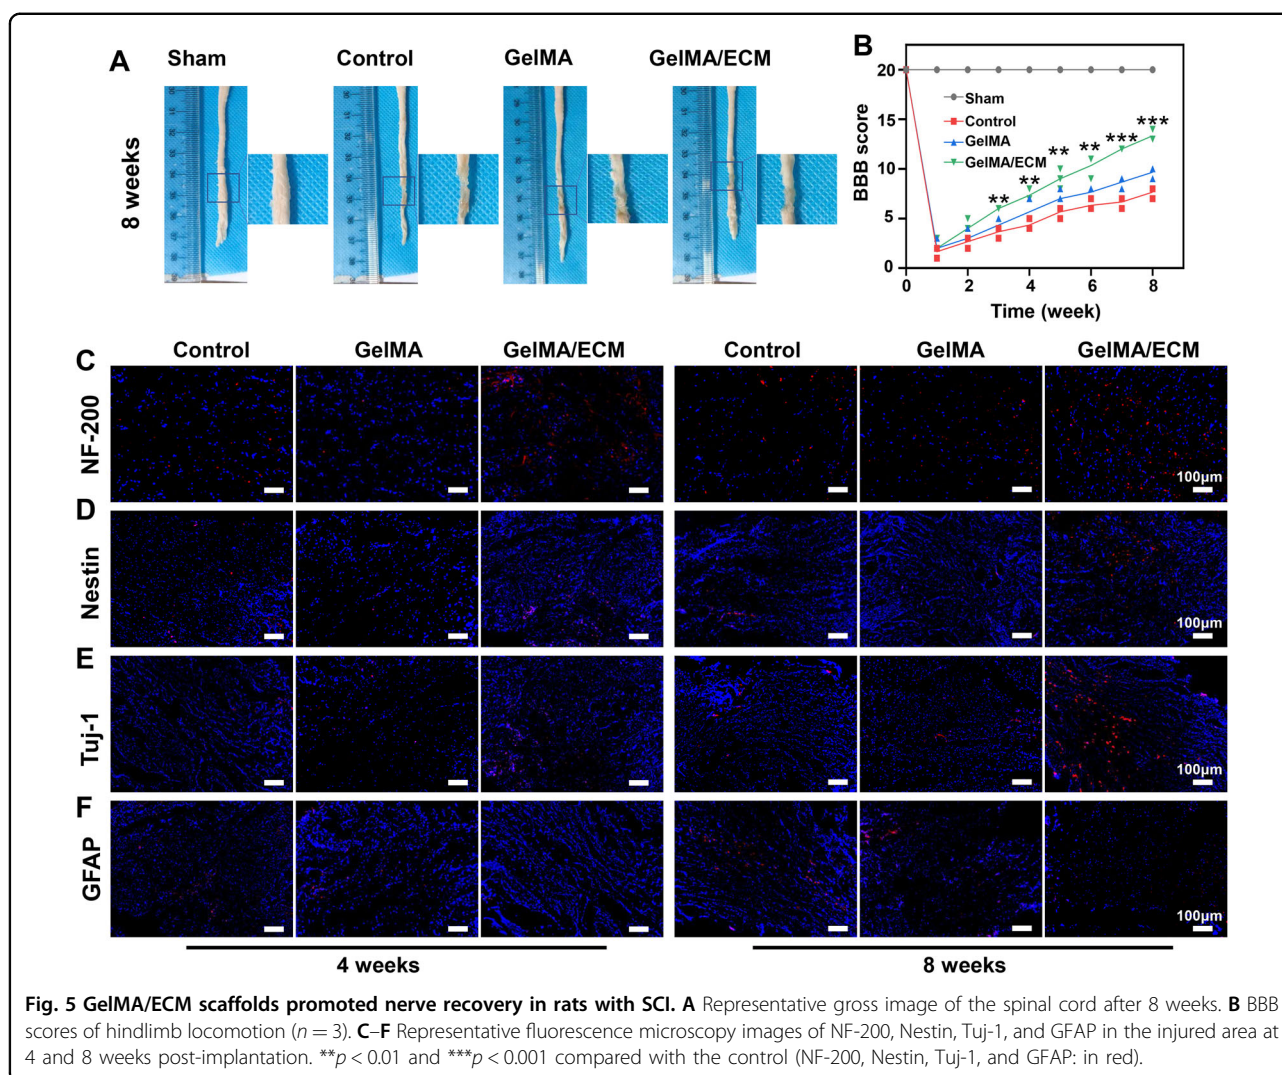 A
Sham
Control
GelMA
GelMA/ECM
8 weeks
B
BBB score
20
15
10
5
0
Sham
Control
GelMA
GelMA/ECM
**
**
**
**
***
***
0
2
4
6
8
Time (week)
Control
GelMA
GelMA/ECM
Control
GelMA
GelMA/ECM
C
NF-200
100μm
D
Nestin
100μm
E
Tuj-1
100μm
F
GFAP
100μm
4 weeks
8 weeks
Fig. 5 GelMA/ECM scaffolds promoted nerve recovery in rats with SCI. A Representative gross image of the spinal cord after 8 weeks. B BBB
scores of hindlimb locomotion (n = 3). C–F Representative fluorescence microscopy images of NF-200, Nestin, Tuj-1, and GFAP in the injured area at
4 and 8 weeks post-implantation. **p < 0.01 and ***p < 0.001 compared with the control (NF-200, Nestin, Tuj-1, and GFAP: in red).